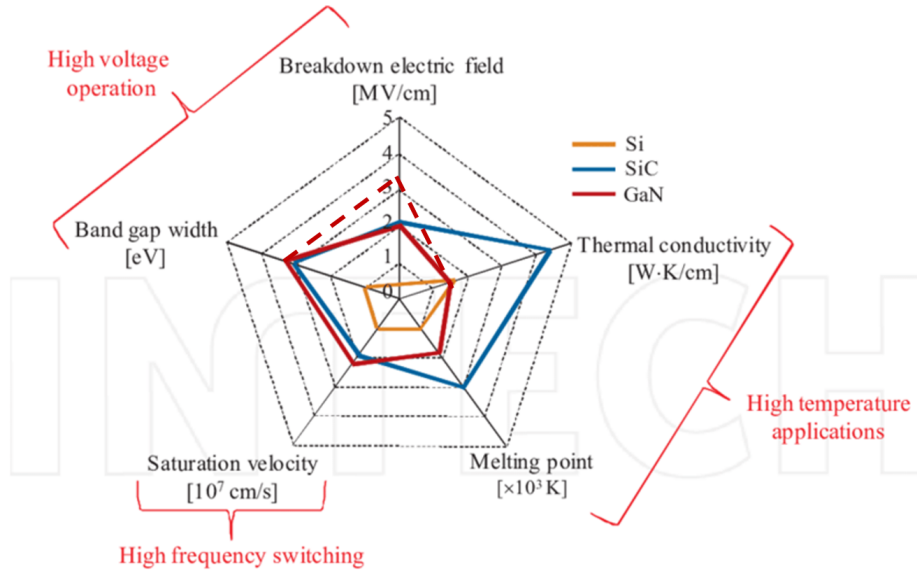 High voltage
operation
Breakdown electric field
[MV/cm]
5
4
3
2
1
0
Si
SiC
GaN
Band gap width
[eV]
Thermal conductivity
[W·K/cm]
High temperature
applications
Saturation velocity
[10⁷ cm/s]
Melting point
[×10³ K]
High frequency switching
INTECH